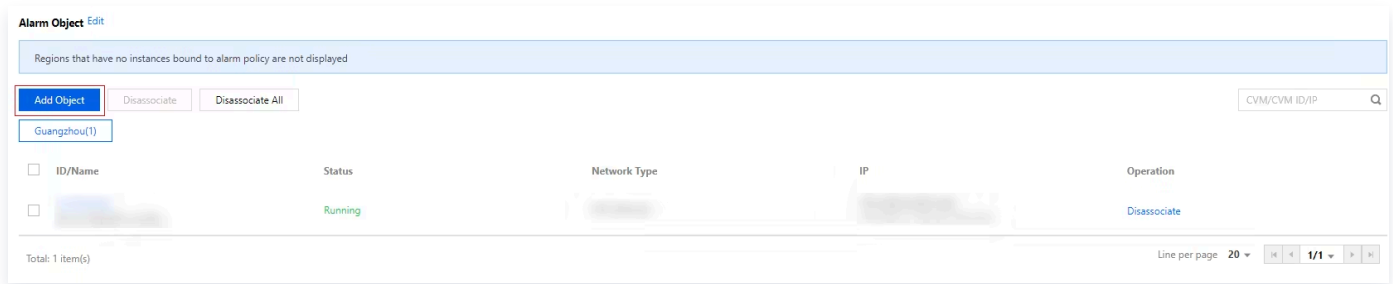 Alarm Object Edit
Regions that have no instances bound to alarm policy are not displayed
Add Object Disassociate Disassociate All CVM/CVM ID/IP
Guangzhou(1)
ID/Name Status Network Type IP Operation
Running Disassociate
Total: 1 item(s) Line per page 20 1/1